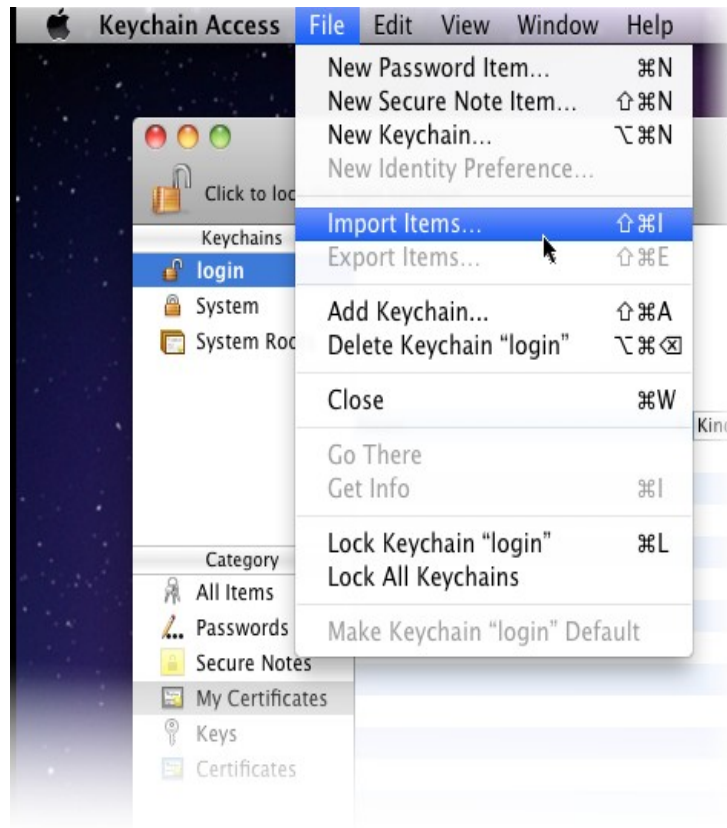 Keychain Access File Edit View Window Help
New Password Item... ⌘N
New Secure Note Item... ⇧⌘N
New Keychain... ⌥⌘N
New Identity Preference...
Click to loc
Import Items... ⇧⌘I
Keychains
Export Items... ⇧⌘E
login
System
Add Keychain... ⇧⌘A
System Roo
Delete Keychain “login” ⌥⌘⌫
Close ⌘W
Kin
Go There
Get Info ⌘I
Lock Keychain “login” ⌘L
Category
Lock All Keychains
All Items
Passwords
Make Keychain “login” Default
Secure Notes
My Certificates
Keys
Certificates